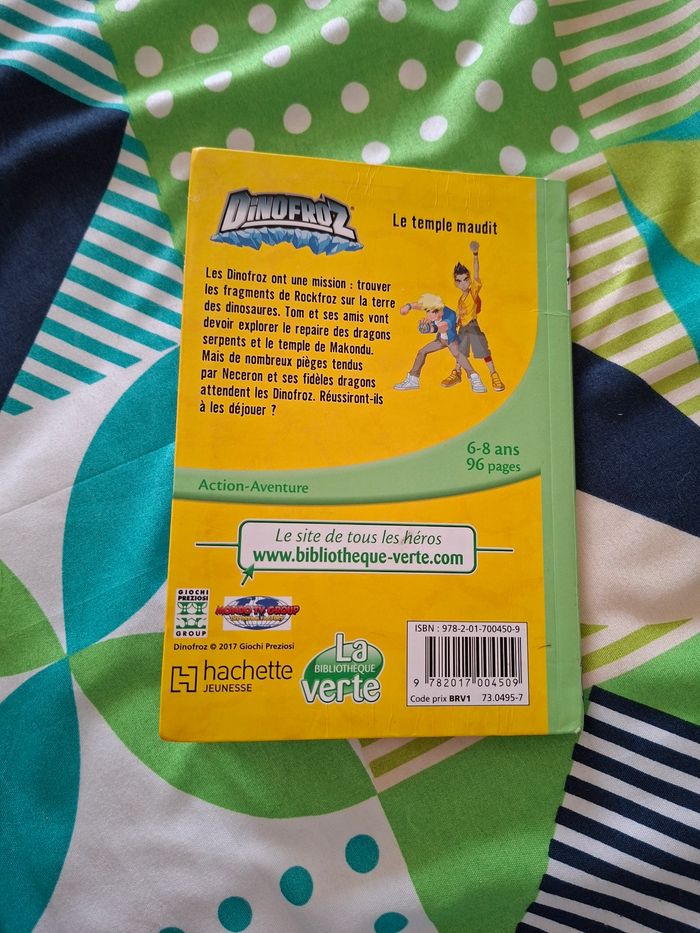 DINOFROZ
Le temple maudit
Les Dinofroz ont une mission : trouver
les fragments de Rockfroz sur la terre
des dinosaures. Tom et ses amis vont
devoir explorer le repaire des dragons
serpents et le temple de Makondu.
Mais de nombreux pièges tendus
par Neceron et ses fidèles dragons
attendent les Dinofroz. Réussiront-ils
à les déjouer ?
6-8 ans
96 pages
Action-Aventure
Le site de tous les héros
www.bibliotheque-verte.com
GIOCHI
PREZIOSI
GROUP
MONDO TV GROUP
Dinofroz © 2017 Giochi Preziosi
hachette
JEUNESSE
La
BIBLIOTHÈQUE
verte
ISBN : 978-2-01-700450-9
9 782017 004509
Code prix BRV1 73.0495-7